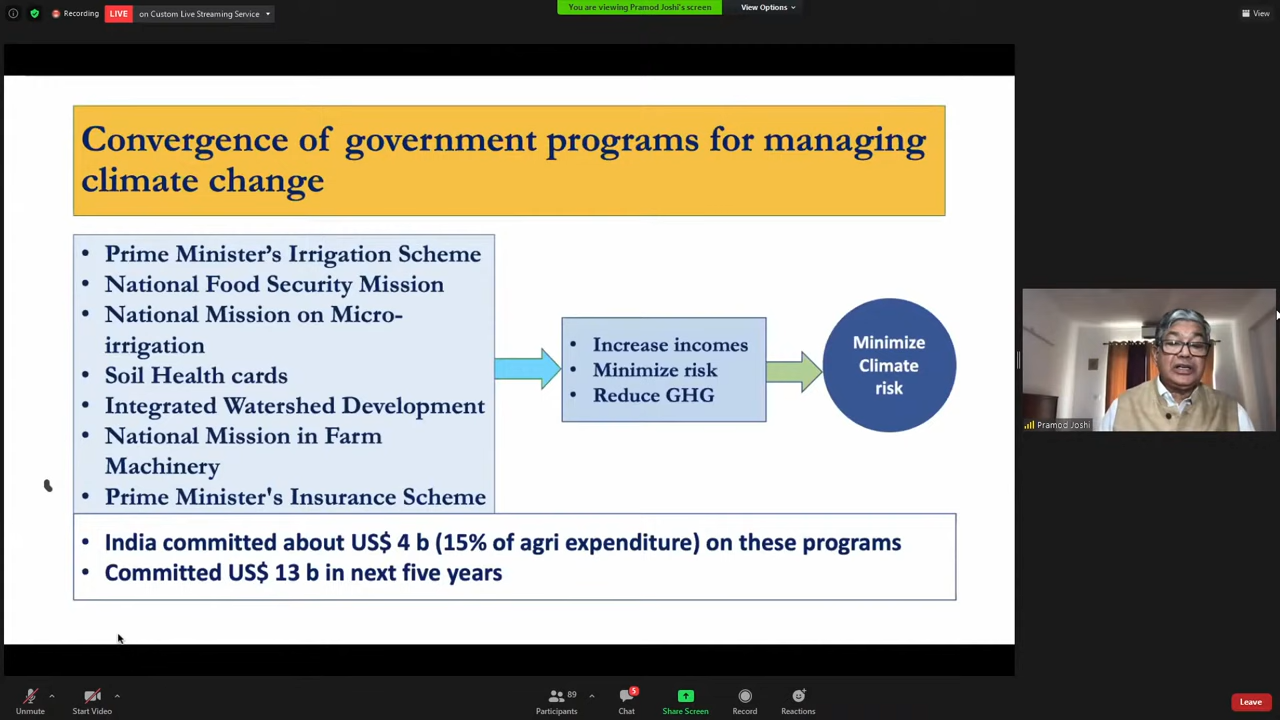 Recording
LIVE
on Custom Live Streaming Service
You are viewing Pramod Joshi's screen
View Options
View
Convergence of government programs for managing
climate change
• Prime Minister’s Irrigation Scheme
• National Food Security Mission
• National Mission on Micro-
irrigation
• Soil Health cards
• Integrated Watershed Development
• National Mission in Farm
Machinery
• Prime Minister's Insurance Scheme
• Increase incomes
• Minimize risk
• Reduce GHG
Minimize
Climate
risk
• India committed about US$ 4 b (15% of agri expenditure) on these programs
• Committed US$ 13 b in next five years
Pramod Joshi
Unmute
Start Video
89
Participants
5
Chat
Share Screen
Record
Reactions
Leave